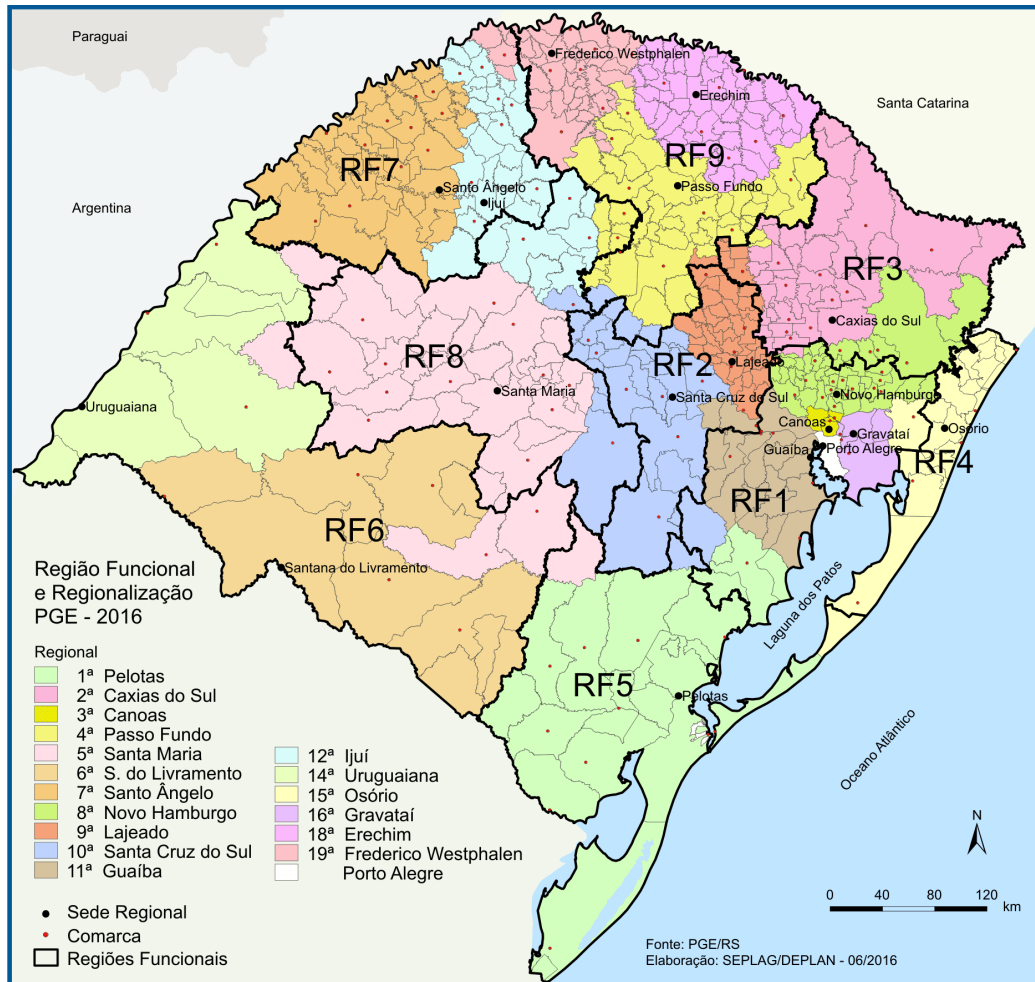 Paraguai
Frederico Westphalen
Erechim
Santa Catarina
RF7
RF9
Santo Ângelo
Passo Fundo
Ijuí
Argentina
RF3
Caxias do Sul
RF8
RF2
Lajeado
Santa Maria
Santa Cruz do Sul
Novo Hamburgo
Uruguaiana
Canoas
Gravataí
Osório
Guaíba
Porto Alegre
RF4
RF1
RF6
Santana do Livramento
Laguna dos Patos
RF5
Pelotas
Oceano Atlântico
Região Funcional
e Regionalização
PGE - 2016
Regional
1ª Pelotas
2ª Caxias do Sul
3ª Canoas
4ª Passo Fundo
5ª Santa Maria
6ª S. do Livramento
7ª Santo Ângelo
8ª Novo Hamburgo
9ª Lajeado
10ª Santa Cruz do Sul
11ª Guaíba
12ª Ijuí
14ª Uruguaiana
15ª Osório
16ª Gravataí
18ª Erechim
19ª Frederico Westphalen
Porto Alegre
Sede Regional
Comarca
Regiões Funcionais
N
0 40 80 120
km
Fonte: PGE/RS
Elaboração: SEPLAG/DEPLAN - 06/2016